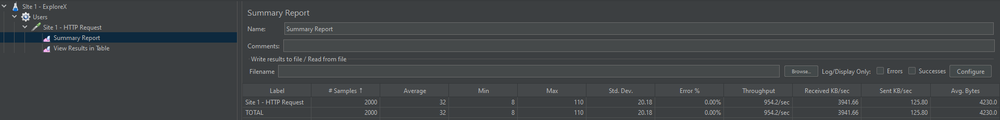 SIte 1 - ExploreX
Users
Site 1 - HTTP Request
Summary Report
View Results in Table
Summary Report
Name: Summary Report
Comments:
Write results to file / Read from file
Filename Browse... Log/Display Only: Errors Successes Configure
Label # Samples ↑ Average Min Max Std. Dev. Error % Throughput Received KB/sec Sent KB/sec Avg. Bytes
Site 1 - HTTP Request 2000 32 8 110 20.18 0.00% 954.2/sec 3941.66 125.80 4230.0
TOTAL 2000 32 8 110 20.18 0.00% 954.2/sec 3941.66 125.80 4230.0